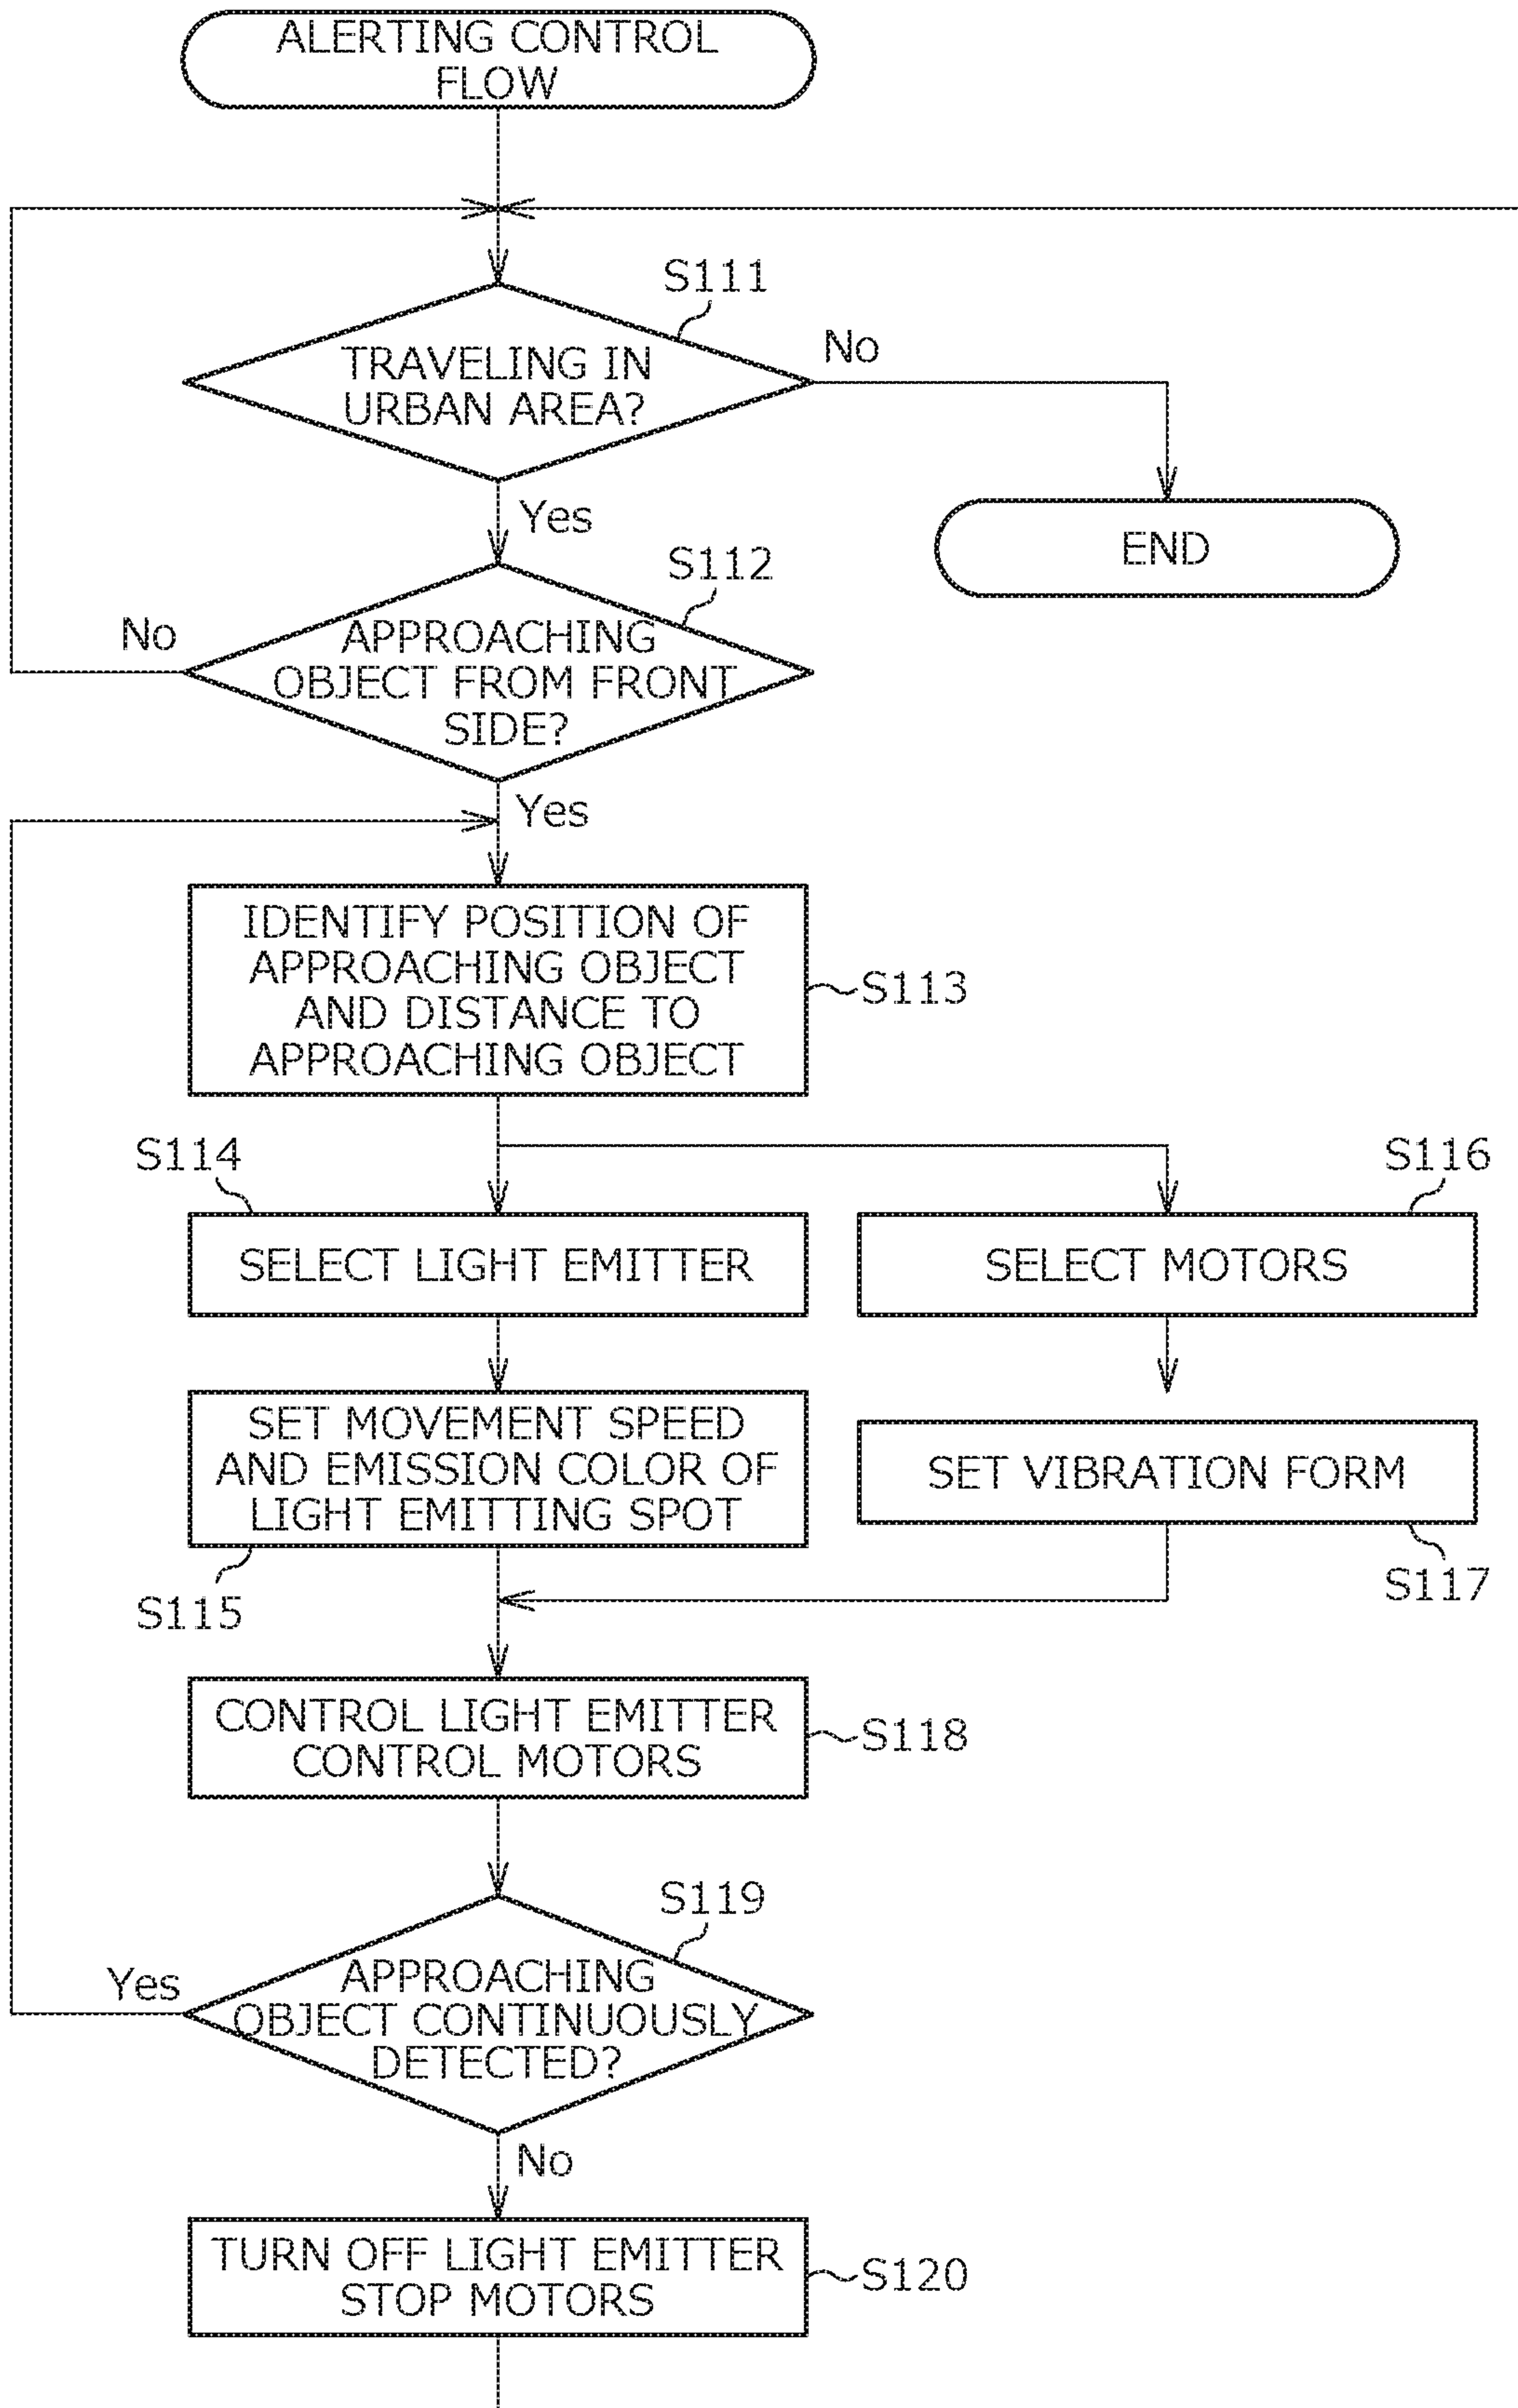 ALERTING CONTROL
FLOW
S111
TRAVELING IN
URBAN AREA?
No
Yes
END
S112
No
APPROACHING
OBJECT FROM FRONT
SIDE?
Yes
IDENTIFY POSITION OF
APPROACHING OBJECT
AND DISTANCE TO
APPROACHING OBJECT
S113
S114
S116
SELECT LIGHT EMITTER
SELECT MOTORS
SET MOVEMENT SPEED
AND EMISSION COLOR OF
LIGHT EMITTING SPOT
SET VIBRATION FORM
S115
S117
CONTROL LIGHT EMITTER
CONTROL MOTORS
S118
S119
Yes
APPROACHING
OBJECT CONTINUOUSLY
DETECTED?
No
TURN OFF LIGHT EMITTER
STOP MOTORS
S120